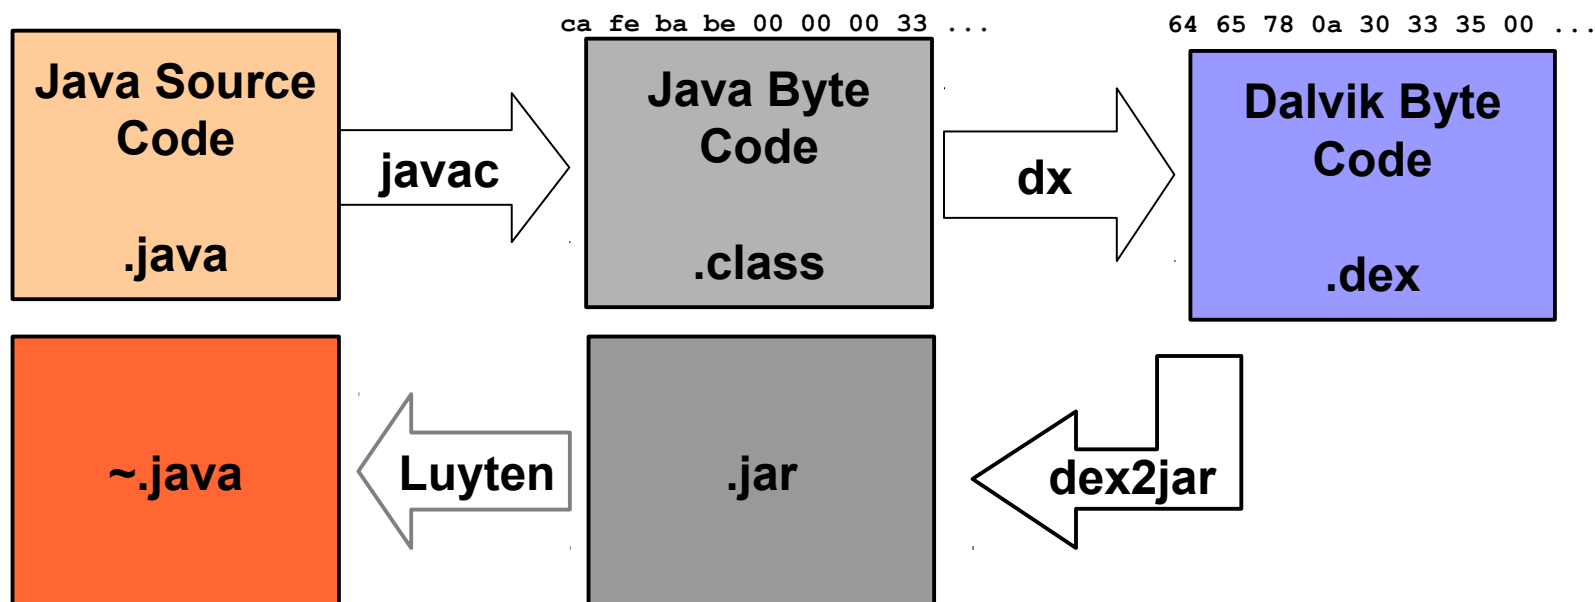 ca fe ba be 00 00 00 33 ...
64 65 78 0a 30 33 35 00 ...
Java Source
Code
.java
javac
Java Byte
Code
.class
dx
Dalvik Byte
Code
.dex
~.java
Luyten
.jar
dex2jar